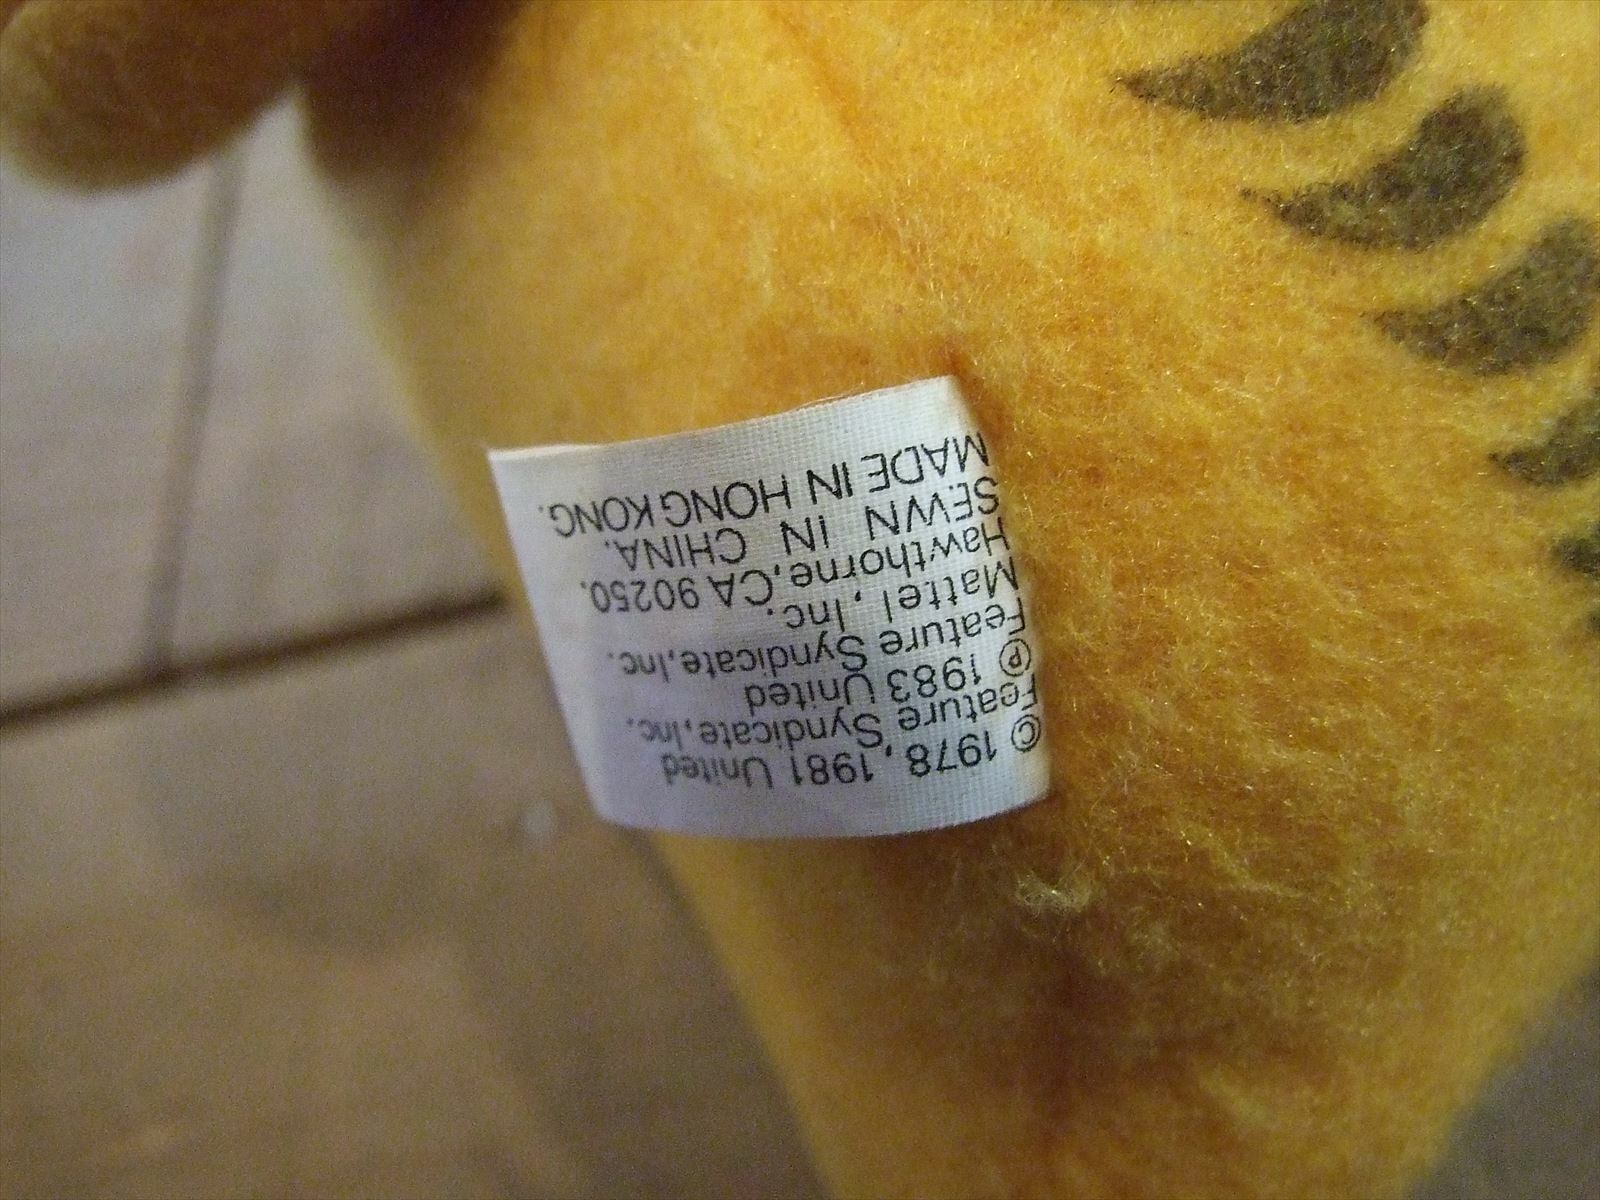 © 1978, 1981 United
Feature Syndicate,Inc.
Ⓟ 1983 United
Feature Syndicate,Inc.
Mattel, Inc.
Hawthorne,CA 90250.
SEWN IN CHINA.
MADE IN HONG KONG.